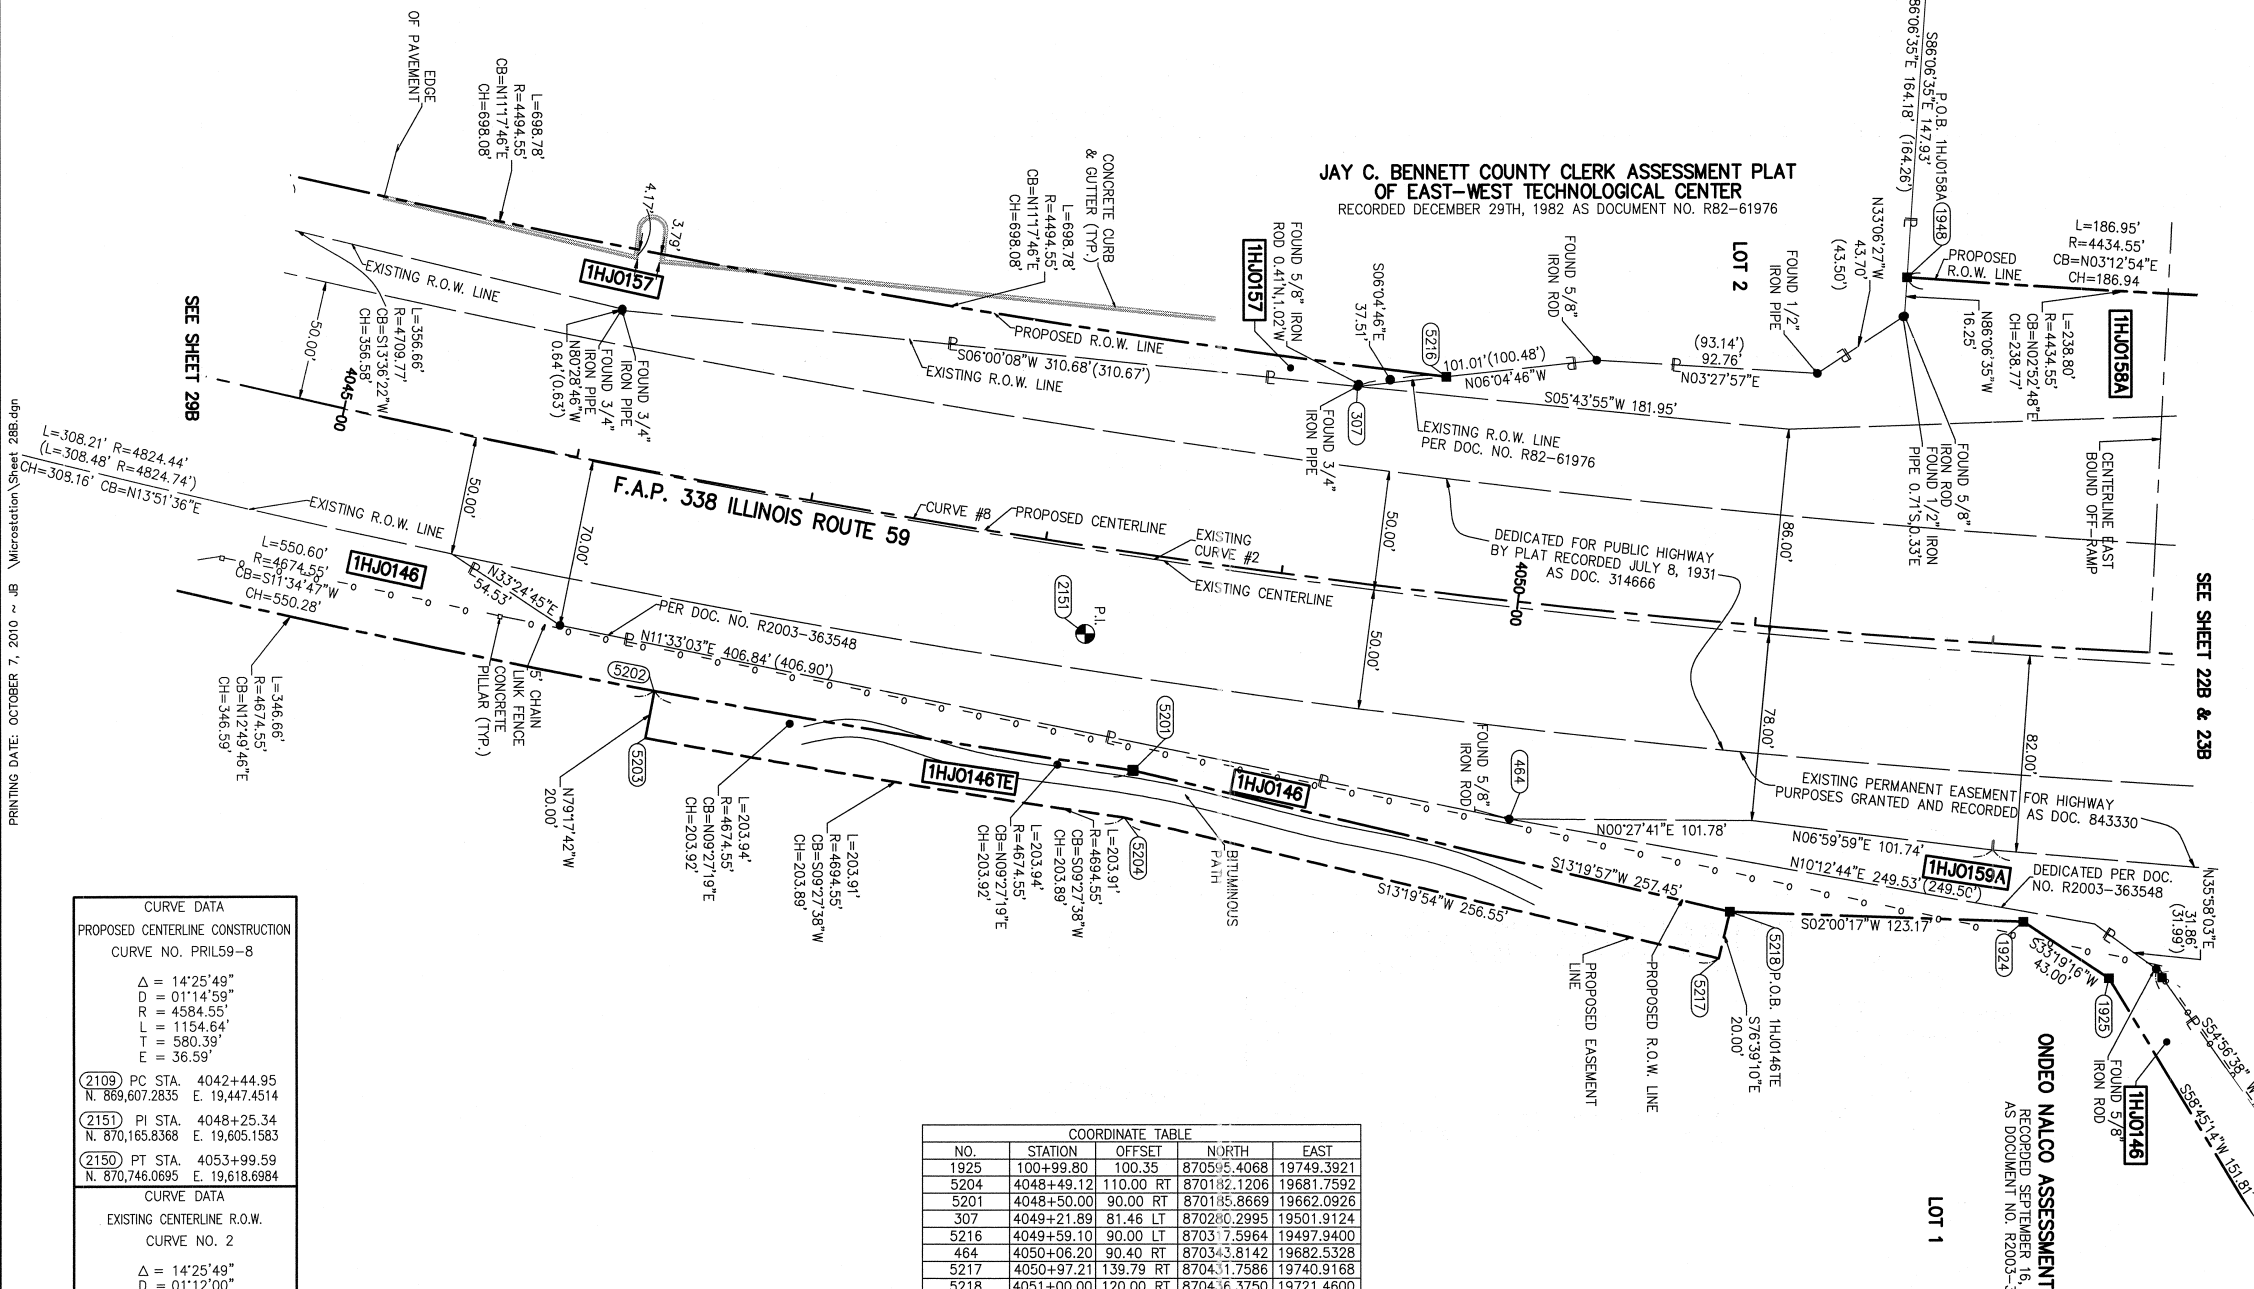 EDGE
OF PAVEMENT
L=698.78'
R=4494.55'
CB=N11°17'46"E
CH=698.08'
4.17'
3.79'
CONCRETE CURB
& GUTTER (TYP.)
L=698.78'
R=4494.55'
CB=N11°17'46"E
CH=698.08'
JAY C. BENNETT COUNTY CLERK ASSESSMENT PLAT
OF EAST-WEST TECHNOLOGICAL CENTER
RECORDED DECEMBER 29TH, 1982 AS DOCUMENT NO. R82-61976
86°06'35"E 164.18' (164.26')
S86°06'35"E 147.93'
P.O.B. 1HJ0158A
1948
N33°06'27"W
43.70'
(43.50')
PROPOSED
R.O.W. LINE
L=186.95'
R=4434.55'
CB=N03°12'54"E
CH=186.94
1HJ0158A
L=238.80'
R=4434.55'
CB=N02°52'48"E
CH=238.77'
N86°06'35"W
16.25'
LOT 2
FOUND 1/2"
IRON PIPE
FOUND 5/8"
IRON ROD
FOUND 5/8" IRON
ROD 0.41'N,1.02'W
1HJ0157
S06°04'46"E
37.51'
5216
101.01'(100.48')
N06°04'46"W
(93.14')
92.76'
N03°27'57"E
S05°43'55"W 181.95'
FOUND 5/8"
IRON ROD
FOUND 1/2" IRON
PIPE 0.71'S,0.33'E
CENTERLINE EAST
BOUND OFF-RAMP
1HJ0157
EXISTING R.O.W. LINE
PROPOSED R.O.W. LINE
S06°00'08"W 310.68'(310.67')
EXISTING R.O.W. LINE
SEE SHEET 29B
50.00'
L=356.66'
R=4709.77'
CB=S13°36'22"W
CH=356.58'
4045+00
FOUND 3/4"
IRON PIPE
FOUND 3/4"
IRON PIPE
N80°28'46"W
0.64'(0.63')
307
FOUND 3/4"
IRON PIPE
EXISTING R.O.W. LINE
PER DOC. NO. R82-61976
L=308.21' R=4824.44'
(L=308.48' R=4824.74')
CH=308.16' CB=N13°51'36"E
EXISTING R.O.W. LINE
50.00'
70.00'
F.A.P. 338 ILLINOIS ROUTE 59
CURVE #8
PROPOSED CENTERLINE
EXISTING
CURVE #2
EXISTING CENTERLINE
50.00'
50.00'
86.00'
DEDICATED FOR PUBLIC HIGHWAY
BY PLAT RECORDED JULY 8, 1931
AS DOC. 314666
4050+00
SEE SHEET 22B & 23B
L=550.60'
R=4674.55'
CB=S11°34'47"W
CH=550.28'
1HJ0146
N33°24'45"E
54.53'
PER DOC. NO. R2003-363548
N11°33'03"E 406.84'(406.90')
2151
P.I.
78.00'
82.00'
L=346.66'
R=4674.55'
CB=N12°49'46"E
CH=346.59'
5' CHAIN
LINK FENCE
CONCRETE
PILLAR (TYP.)
5202
5203
N79°17'42"W
20.00'
5201
1HJ0146TE
1HJ0146
FOUND 5/8"
IRON ROD
464
EXISTING PERMANENT EASEMENT FOR HIGHWAY
PURPOSES GRANTED AND RECORDED AS DOC. 843330
N00°27'41"E 101.78'
N06°59'59"E 101.74'
N10°12'44"E 249.53'(249.50')
1HJ0159A
DEDICATED PER DOC.
NO. R2003-363548
N35°58'03"E
31.86'
(31.99')
L=203.94'
R=4674.55'
CB=N09°27'19"E
CH=203.92'
L=203.91'
R=4694.55'
CB=S09°27'38"W
CH=203.89'
L=203.94'
R=4674.55'
CB=N09°27'19"E
CH=203.92'
L=203.91'
R=4694.55'
CB=S09°27'38"W
CH=203.89'
5204
BITUMINOUS
PATH
S13°19'57"W 257.45'
S13°19'54"W 256.55'
S02°00'17"W 123.17'
1924
S33°19'16"W
43.00'
1925
5218
P.O.B. 1HJ0146TE
5217
S76°39'10"E
20.00'
PROPOSED EASEMENT
LINE
PROPOSED R.O.W. LINE
FOUND 5/8"
IRON ROD
1HJ0146
S54°56'38" W
S58°45'14"W 151.81'
ONDEO NALCO ASSESSMENT
RECORDED SEPTEMBER 16,
AS DOCUMENT NO. R2003-
LOT 1
PRINTING DATE: OCTOBER 7, 2010 ~ JB \Microstation\Sheet 28B.dgn
CURVE DATA
PROPOSED CENTERLINE CONSTRUCTION
CURVE NO. PRIL59-8
Δ = 14°25'49"
D = 01°14'59"
R = 4584.55'
L = 1154.64'
T = 580.39'
E = 36.59'
2109 PC STA. 4042+44.95
N. 869,607.2835 E. 19,447.4514
2151 PI STA. 4048+25.34
N. 870,165.8368 E. 19,605.1583
2150 PT STA. 4053+99.59
N. 870,746.0695 E. 19,618.6984
CURVE DATA
EXISTING CENTERLINE R.O.W.
CURVE NO. 2
Δ = 14°25'49"
D = 01°12'00"
COORDINATE TABLE
NO. STATION OFFSET NORTH EAST
1925 100+99.80 100.35 870595.4068 19749.3921
5204 4048+49.12 110.00 RT 870182.1206 19681.7592
5201 4048+50.00 90.00 RT 870185.8669 19662.0926
307 4049+21.89 81.46 LT 870280.2995 19501.9124
5216 4049+59.10 90.00 LT 870317.5964 19497.9400
464 4050+06.20 90.40 RT 870343.8142 19682.5328
5217 4050+97.21 139.79 RT 870431.7586 19740.9168
5218 4051+00.00 120.00 RT 870436.3750 19721.4600